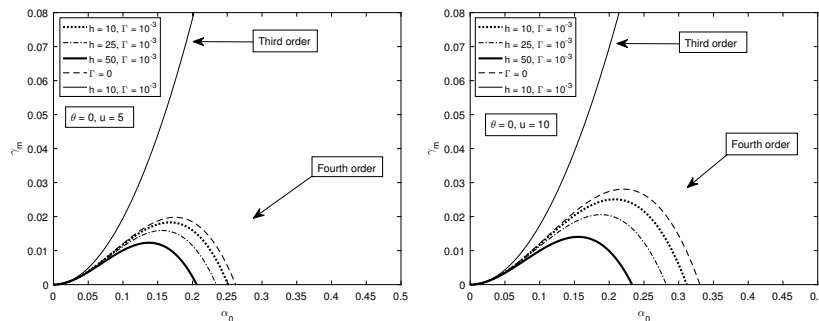 0.08
0.07
0.06
0.05
0.04
0.03
0.02
0.01
0
γm
h = 10, Γ = 10⁻³
h = 25, Γ = 10⁻³
h = 50, Γ = 10⁻³
Γ = 0
h = 10, Γ = 10⁻³
θ = 0, u = 5
Third order
Fourth order
0 0.05 0.1 0.15 0.2 0.25 0.3 0.35 0.4 0.45 0.5
α0
0.08
0.07
0.06
0.05
0.04
0.03
0.02
0.01
0
γm
h = 10, Γ = 10⁻³
h = 25, Γ = 10⁻³
h = 50, Γ = 10⁻³
Γ = 0
h = 10, Γ = 10⁻³
θ = 0, u = 10
Third order
Fourth order
0 0.05 0.1 0.15 0.2 0.25 0.3 0.35 0.4 0.45 0.
α0